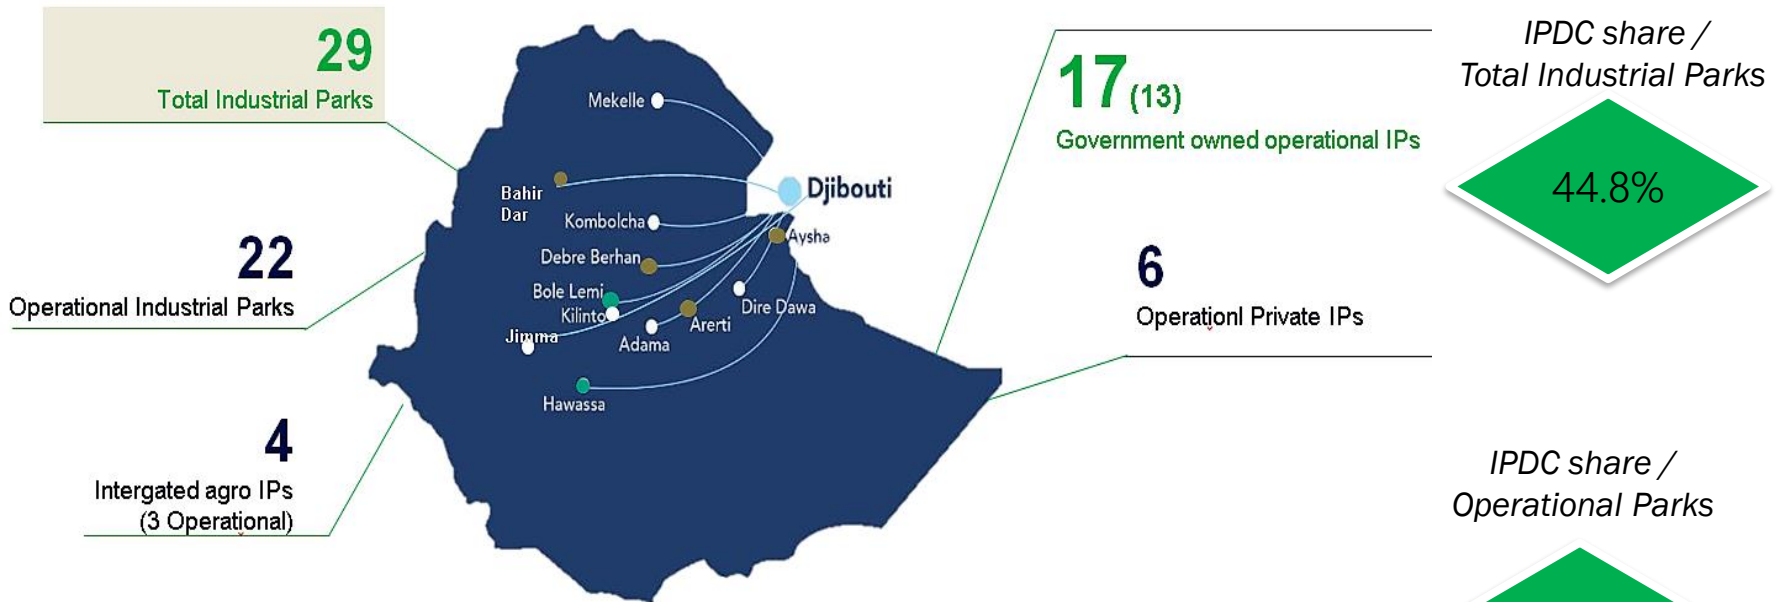 29
Total Industrial Parks
22
Operational Industrial Parks
4
Intergated agro IPs
(3 Operational)
Mekelle
Bahir
Dar
Djibouti
Kombolcha
Aysha
Debre Berhan
Bole Lemi
Kilinto
Dire Dawa
Arerti
Jimma
Adama
Hawassa
17 (13)
Government owned operational IPs
6
Operationl Private IPs
IPDC share /
Total Industrial Parks
44.8%
IPDC share /
Operational Parks